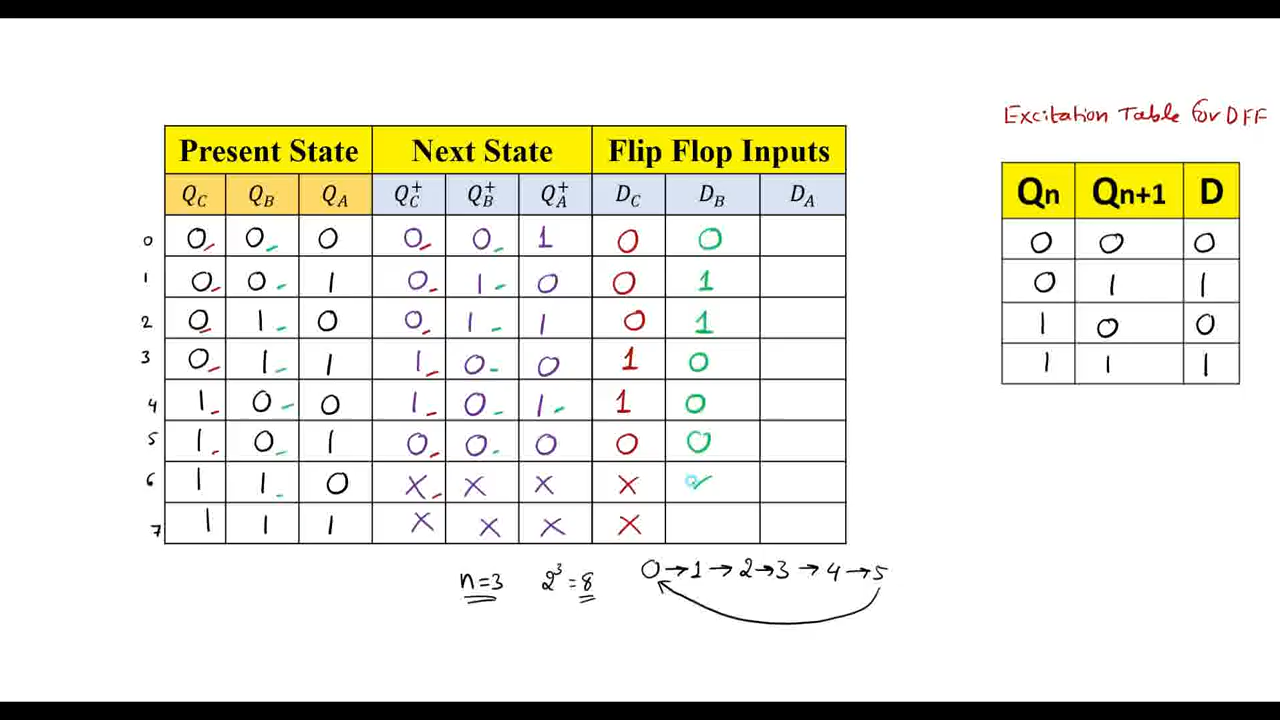 Excitation Table for DFF
Present State Next State Flip Flop Inputs
Q_C Q_B Q_A Q_C^+ Q_B^+ Q_A^+ D_C D_B D_A
0 0 0 0 0 0 1 0 0
1 0 0 1 0 1 0 0 1
2 0 1 0 0 1 1 0 1
3 0 1 1 1 0 0 1 0
4 1 0 0 1 0 1 1 0
5 1 0 1 0 0 0 0 0
6 1 1 0 X X X X
7 1 1 1 X X X X
Qn Qn+1 D
0 0 0
0 1 1
1 0 0
1 1 1
n=3 2^3=8 0→1→2→3→4→5